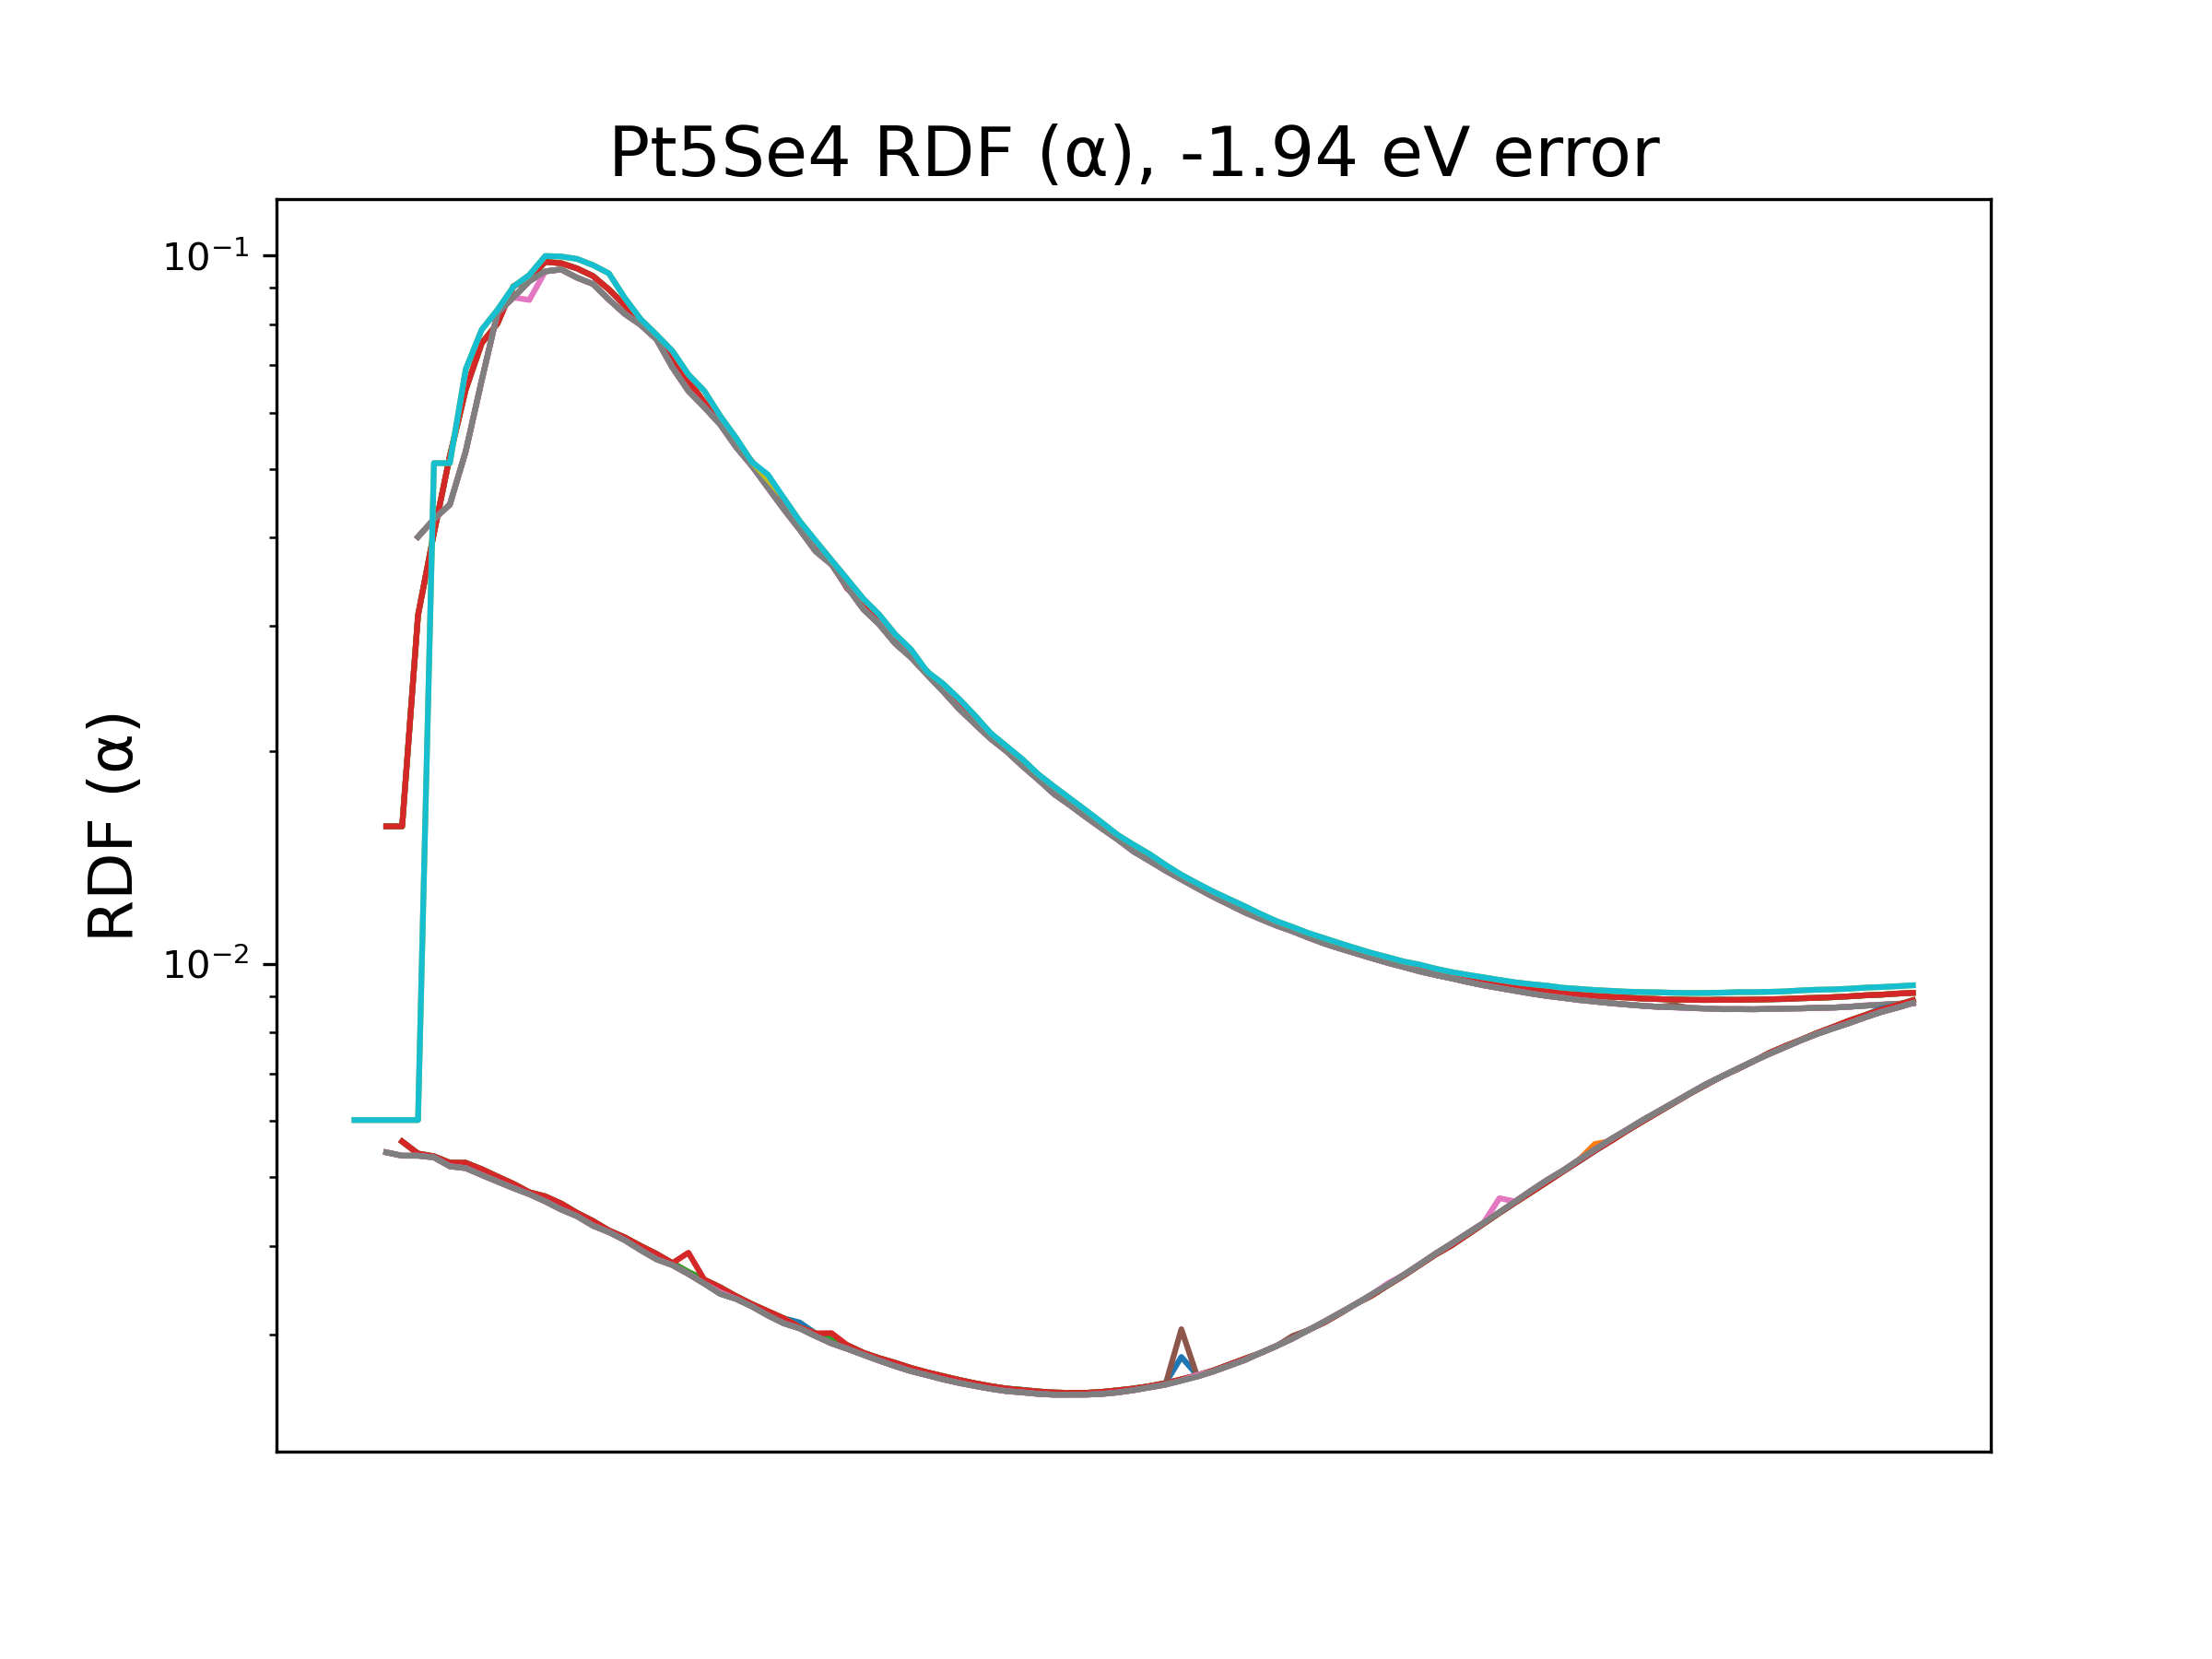 Pt5Se4 RDF (α), -1.94 eV error
10⁻¹
RDF (α)
10⁻²